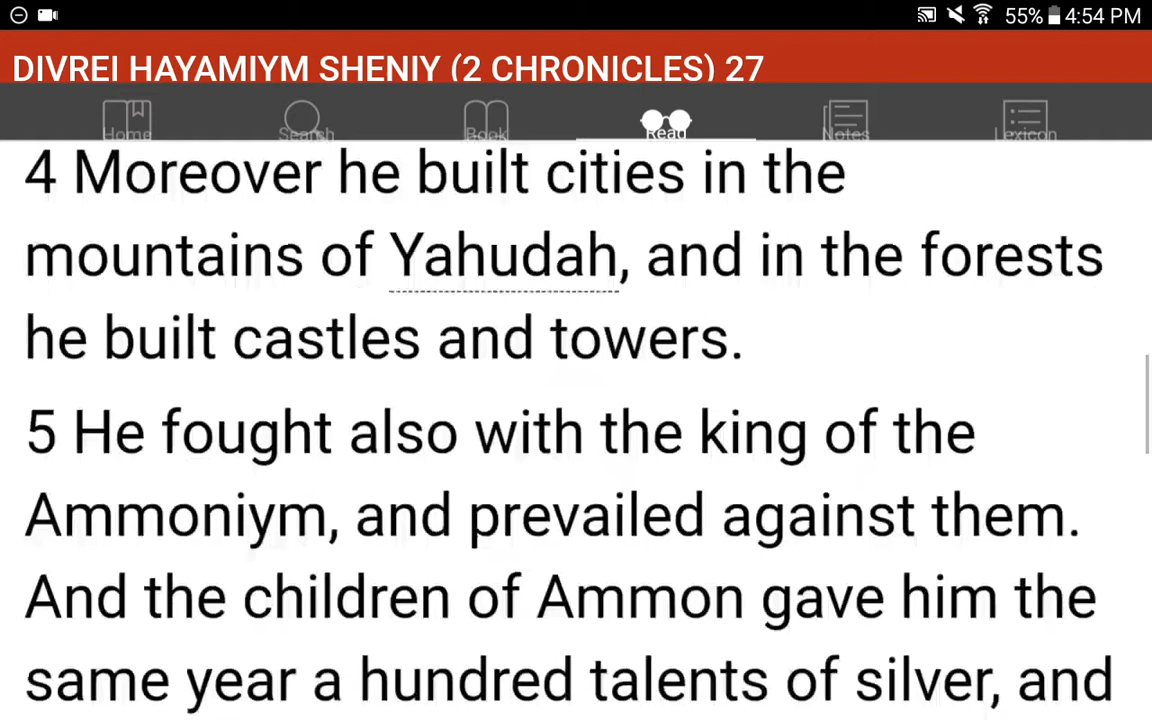 55% 4:54 PM
DIVREI HAYAMIYM SHENIY (2 CHRONICLES) 27
Home Search Book Read Notes Lexicon
4 Moreover he built cities in the
mountains of Yahudah, and in the forests
he built castles and towers.
5 He fought also with the king of the
Ammoniym, and prevailed against them.
And the children of Ammon gave him the
same year a hundred talents of silver, and